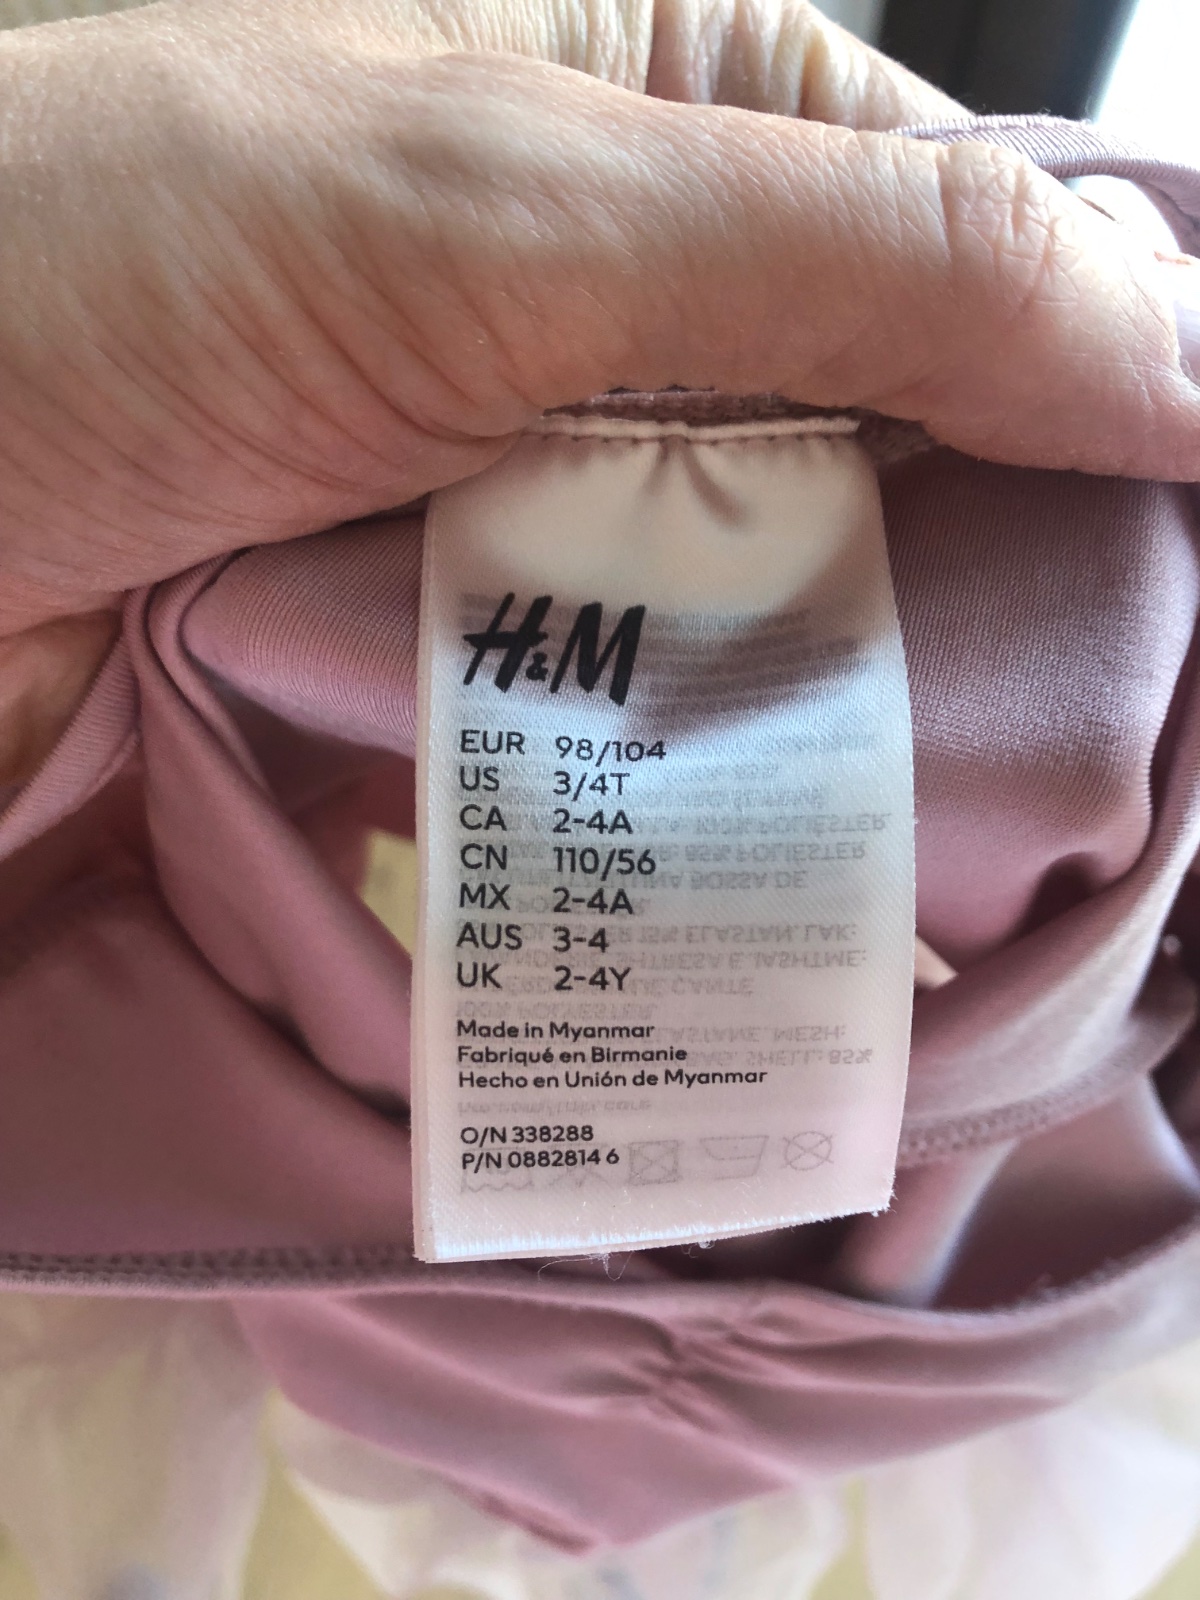 H&M
EUR 98/104
US 3/4T
CA 2-4A
CN 110/56
MX 2-4A
AUS 3-4
UK 2-4Y
Made in Myanmar
Fabriqué en Birmanie
Hecho en Unión de Myanmar
O/N 338288
P/N 0882814 6